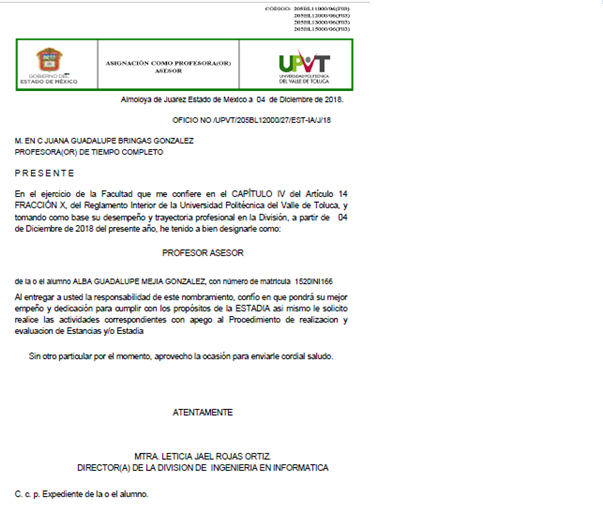 CÓDIGO: 205BL11000/06(F03)
205BL12000/06(F03)
205BL13000/06(F03)
205BL15000/06(F03)
GOBIERNO DEL
ESTADO DE MÉXICO
ASIGNACIÓN COMO PROFESORA(OR)
ASESOR
UPVT
UNIVERSIDAD POLITÉCNICA
DEL VALLE DE TOLUCA
Almoloya de Juarez Estado de Mexico a 04 de Diciembre de 2018.
OFICIO NO /UPVT/205BL12000/27/EST-IA/J/18
M. EN C JUANA GUADALUPE BRINGAS GONZALEZ
PROFESORA(OR) DE TIEMPO COMPLETO
P R E S E N T E
En el ejercicio de la Facultad que me confiere en el CAPÍTULO IV del Artículo 14
FRACCIÓN X, del Reglamento Interior de la Universidad Politécnica del Valle de Toluca, y
tomando como base su desempeño y trayectoria profesional en la División, a partir de 04
de Diciembre de 2018 del presente año, he tenido a bien designarle como:
PROFESOR ASESOR
de la o el alumno ALBA GUADALUPE MEJIA GONZALEZ, con número de matrícula 1520INI166
Al entregar a usted la responsabilidad de este nombramiento, confío en que pondrá su mejor
empeño y dedicación para cumplir con los propósitos de la ESTADIA asi mismo le solicito
realice las actividades correspondientes con apego al Procedimiento de realizacion y
evaluacion de Estancias y/o Estadia
Sin otro particular por el momento, aprovecho la ocasión para enviarle cordial saludo.
ATENTAMENTE
MTRA. LETICIA JAEL ROJAS ORTIZ.
DIRECTOR(A) DE LA DIVISION DE INGENIERIA EN INFORMATICA
C. c. p. Expediente de la o el alumno.